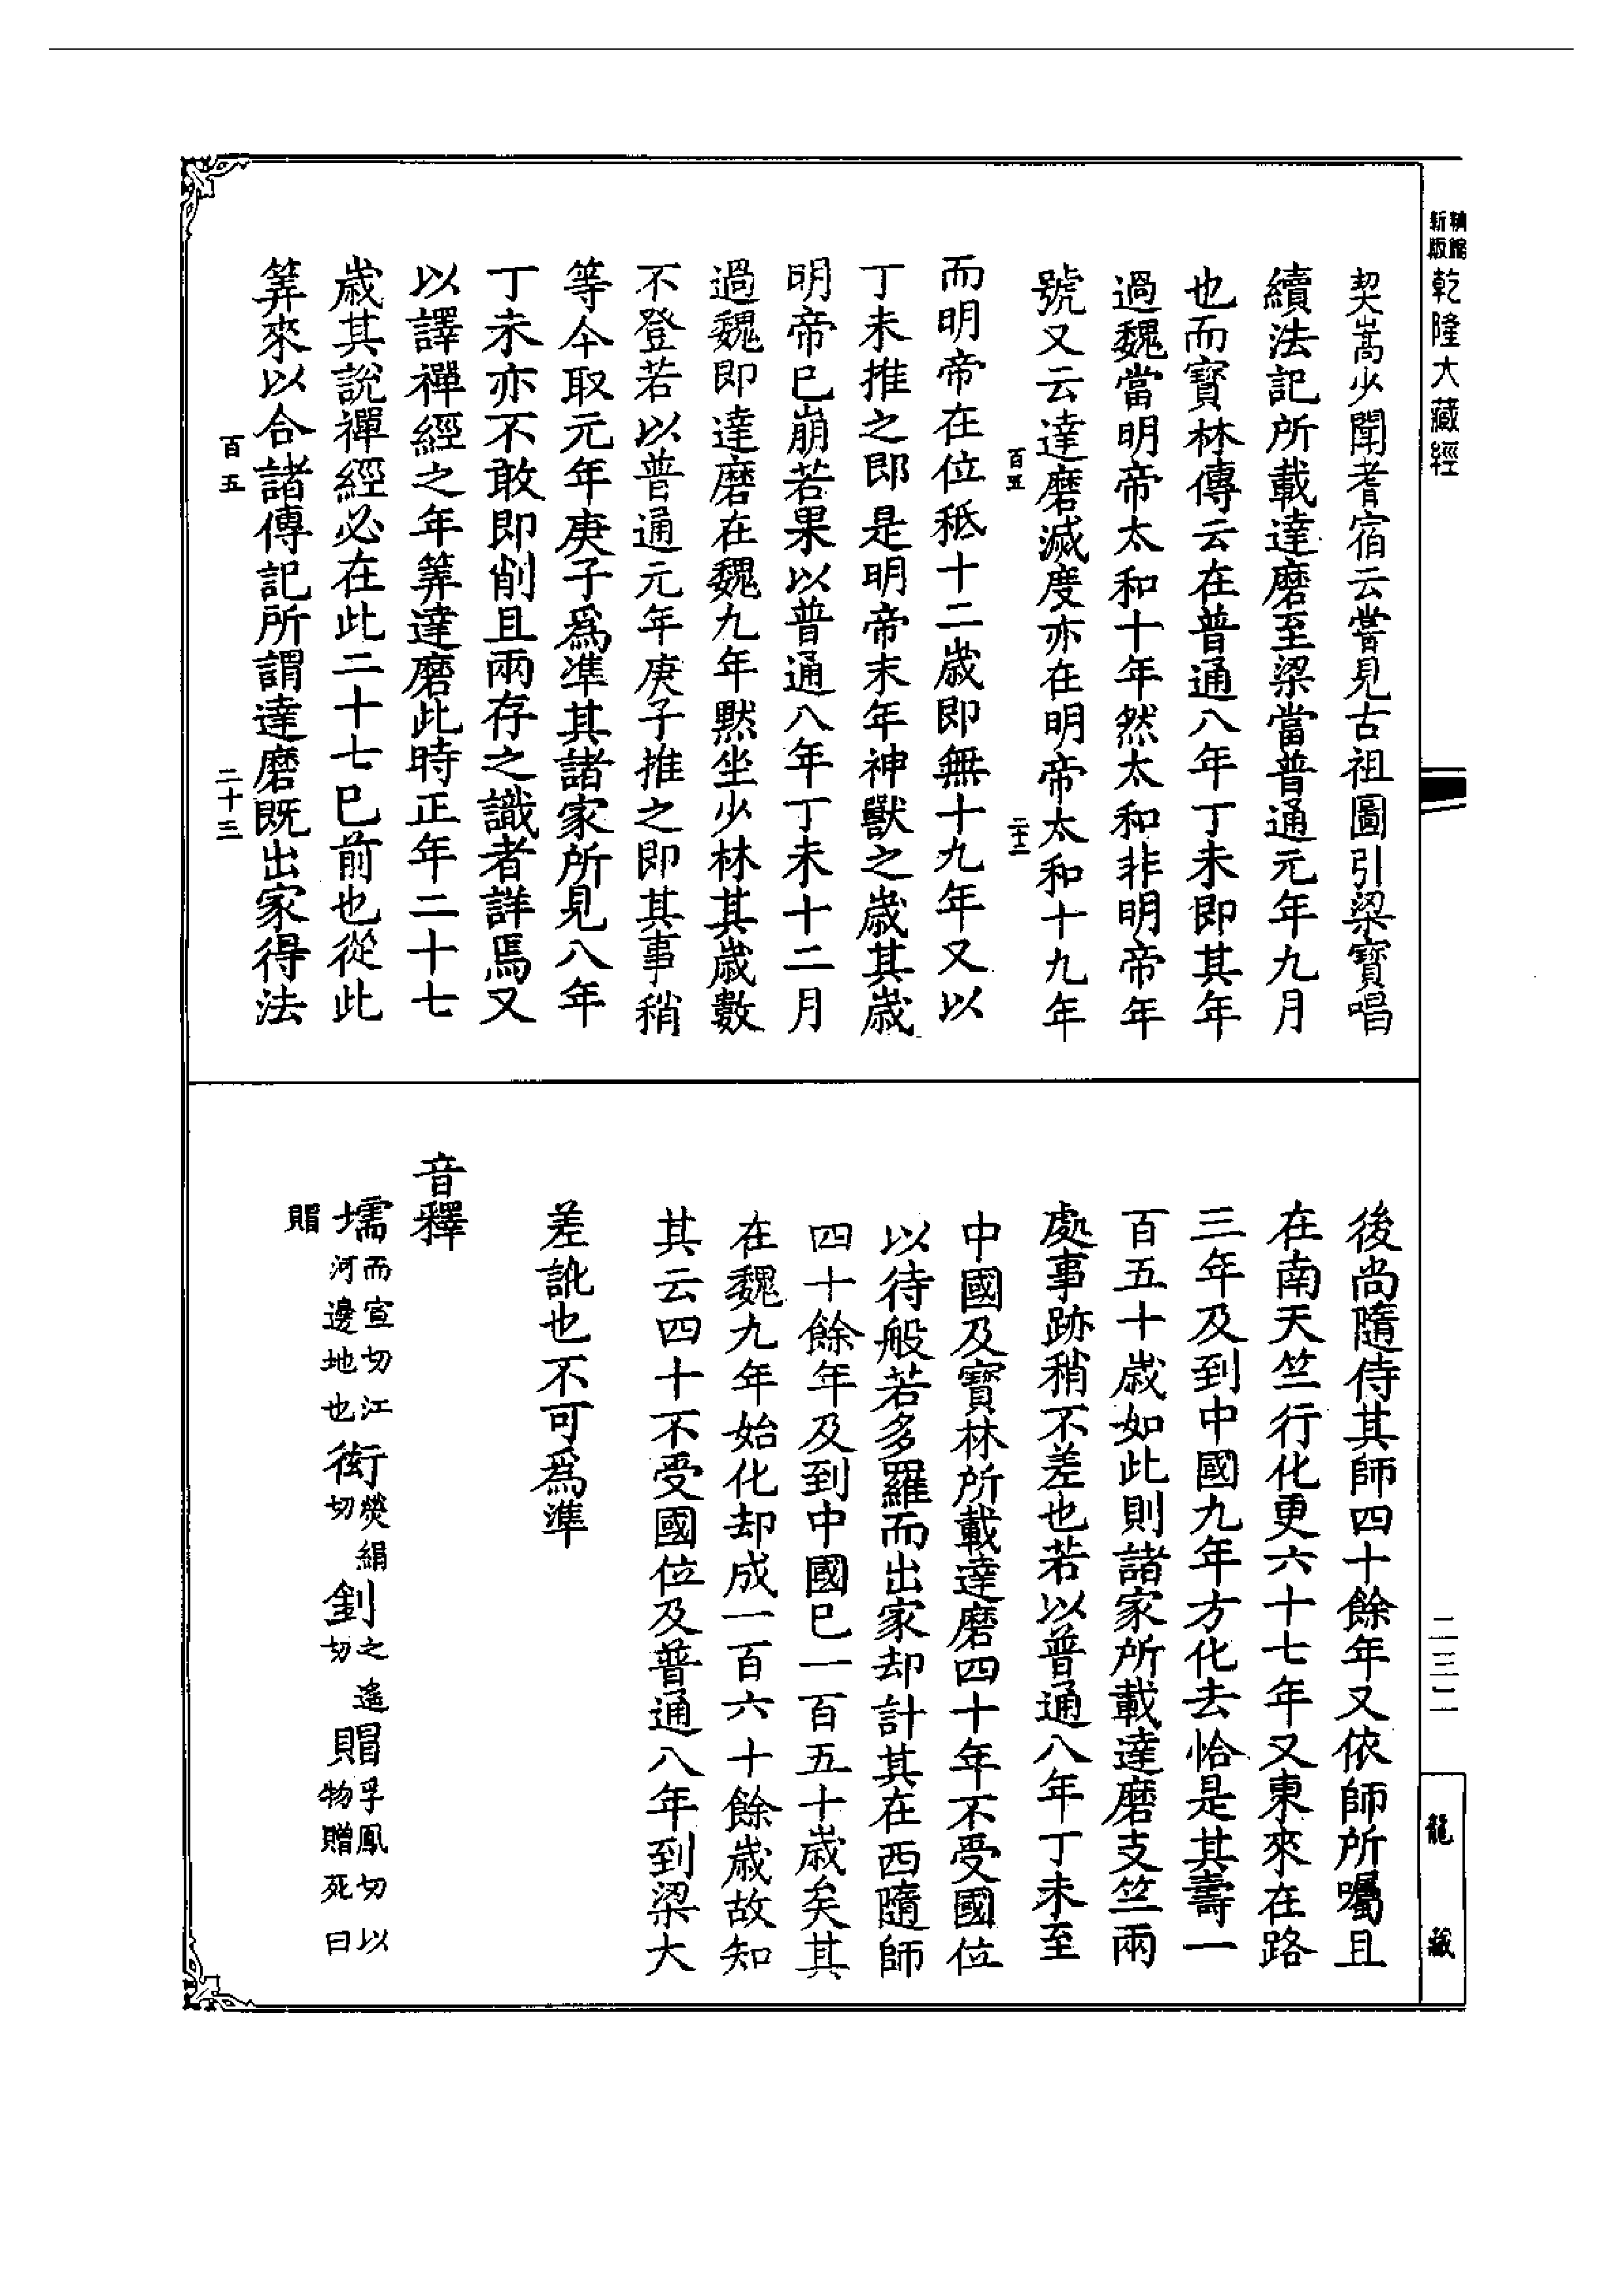 新版精縮乾隆大藏經
契嵩少聞耆宿云嘗見古祖圖引梁寶唱
續法記所載達磨至梁當普通元年九月
也而寶林傳云在普通八年丁未即其年
過魏當明帝太和十年然太和非明帝年
號又云達磨滅度亦在明帝太和十九年
百五
二十二
而明帝在位秪十二歲即無十九年又以
丁未推之即是明帝末年神獸之歲其歲
明帝巳崩若果以普通八年丁未十二月
過魏即達磨在魏九年默坐少林其歲數
不登若以普通元年庚子推之即其事稍
等今取元年庚子爲準其諸家所見八年
丁未亦不敢即削且兩存之識者詳焉又
以譯禪經之年筭達磨此時正年二十七
歲其說禪經必在此二十七巳前也從此
筭來以合諸傳記所謂達磨既出家得法
百五
二十三
後尚隨侍其師四十餘年又依師所囑且
在南天竺行化更六十七年又東來在路
三年及到中國九年方化去恰是其壽一
百五十歲如此則諸家所載達磨支竺兩
處事跡稍不差也若以普通八年丁未至
中國及寶林所載達磨四十年不受國位
以待般若多羅而出家却計其在西隨師
四十餘年及到中國巳一百五十歲矣其
在魏九年始化却成一百六十餘歲故知
其云四十不受國位及普通八年到梁大
差訛也不可爲準
音釋
壖而宣切江河邊地也衒熒絹切釗之遙切賵孚鳳切以物贈死曰
賵
二三二
龍藏